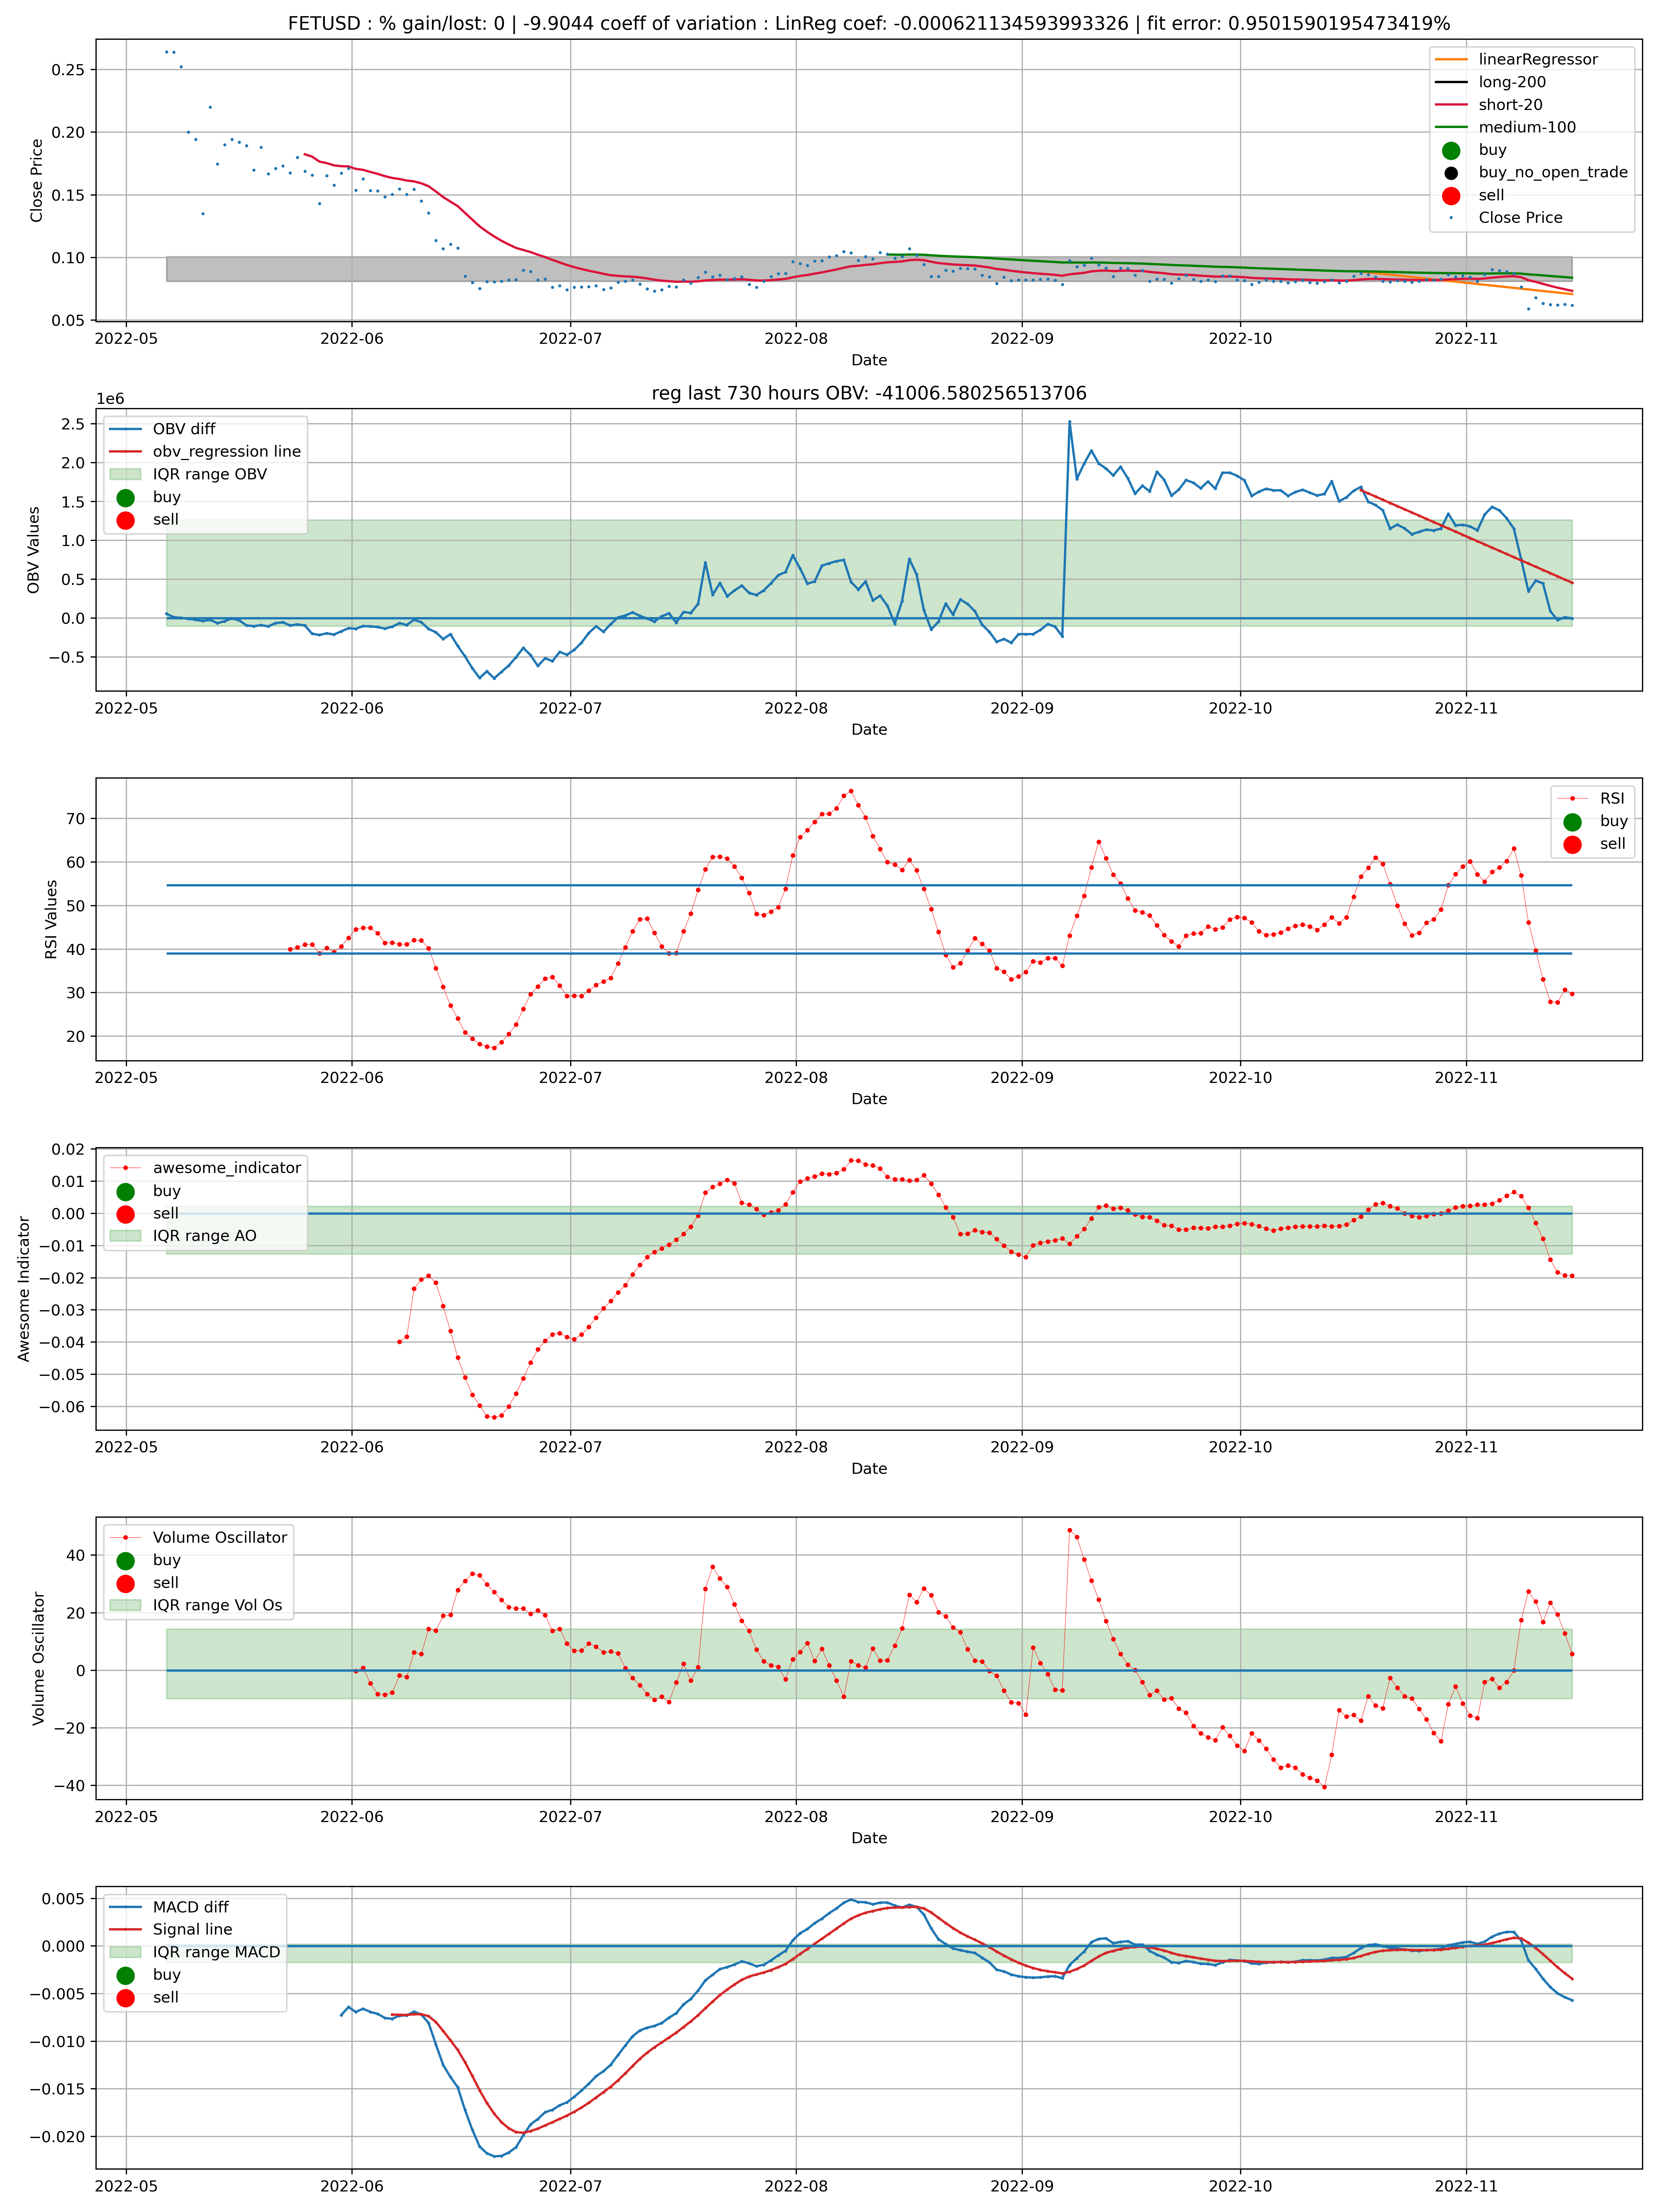 FETUSD : % gain/lost: 0 | -9.9044 coeff of variation : LinReg coef: -0.000621134593993326 | fit error: 0.9501590195473419%
0.25
0.20
0.15
0.10
0.05
Close Price
linearRegressor
long-200
short-20
medium-100
buy
buy_no_open_trade
sell
Close Price
2022-05 2022-06 2022-07 2022-08 2022-09 2022-10 2022-11
Date
reg last 730 hours OBV: -41006.580256513706
1e6
2.5
2.0
1.5
1.0
0.5
0.0
−0.5
OBV Values
OBV diff
obv_regression line
IQR range OBV
buy
sell
2022-05 2022-06 2022-07 2022-08 2022-09 2022-10 2022-11
Date
70
60
50
40
30
20
RSI Values
RSI
buy
sell
2022-05 2022-06 2022-07 2022-08 2022-09 2022-10 2022-11
Date
0.02
0.01
0.00
−0.01
−0.02
−0.03
−0.04
−0.05
−0.06
Awesome Indicator
awesome_indicator
buy
sell
IQR range AO
2022-05 2022-06 2022-07 2022-08 2022-09 2022-10 2022-11
Date
40
20
0
−20
−40
Volume Oscillator
Volume Oscillator
buy
sell
IQR range Vol Os
2022-05 2022-06 2022-07 2022-08 2022-09 2022-10 2022-11
Date
0.005
0.000
−0.005
−0.010
−0.015
−0.020
MACD diff
Signal line
IQR range MACD
buy
sell
2022-05 2022-06 2022-07 2022-08 2022-09 2022-10 2022-11